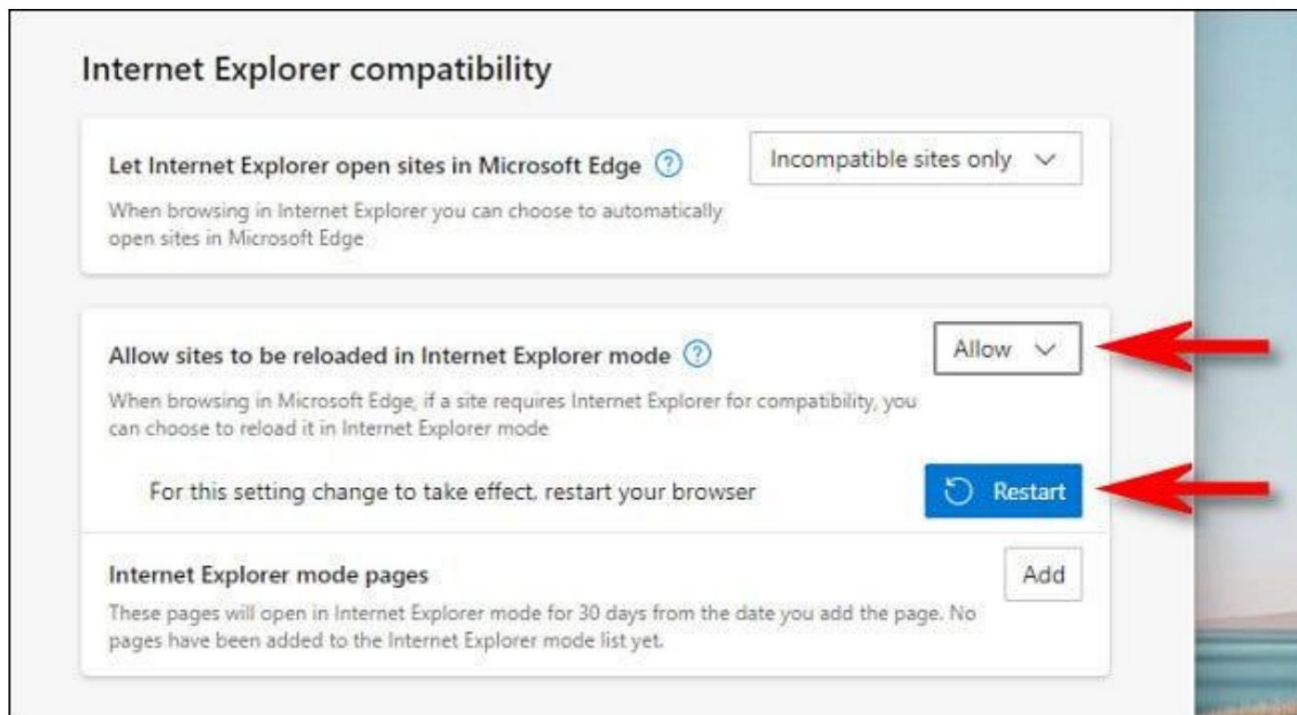 Internet Explorer compatibility
Let Internet Explorer open sites in Microsoft Edge
Incompatible sites only
When browsing in Internet Explorer you can choose to automatically
open sites in Microsoft Edge
Allow sites to be reloaded in Internet Explorer mode
Allow
When browsing in Microsoft Edge, if a site requires Internet Explorer for compatibility, you
can choose to reload it in Internet Explorer mode
For this setting change to take effect, restart your browser
Restart
Internet Explorer mode pages
Add
These pages will open in Internet Explorer mode for 30 days from the date you add the page. No
pages have been added to the Internet Explorer mode list yet.